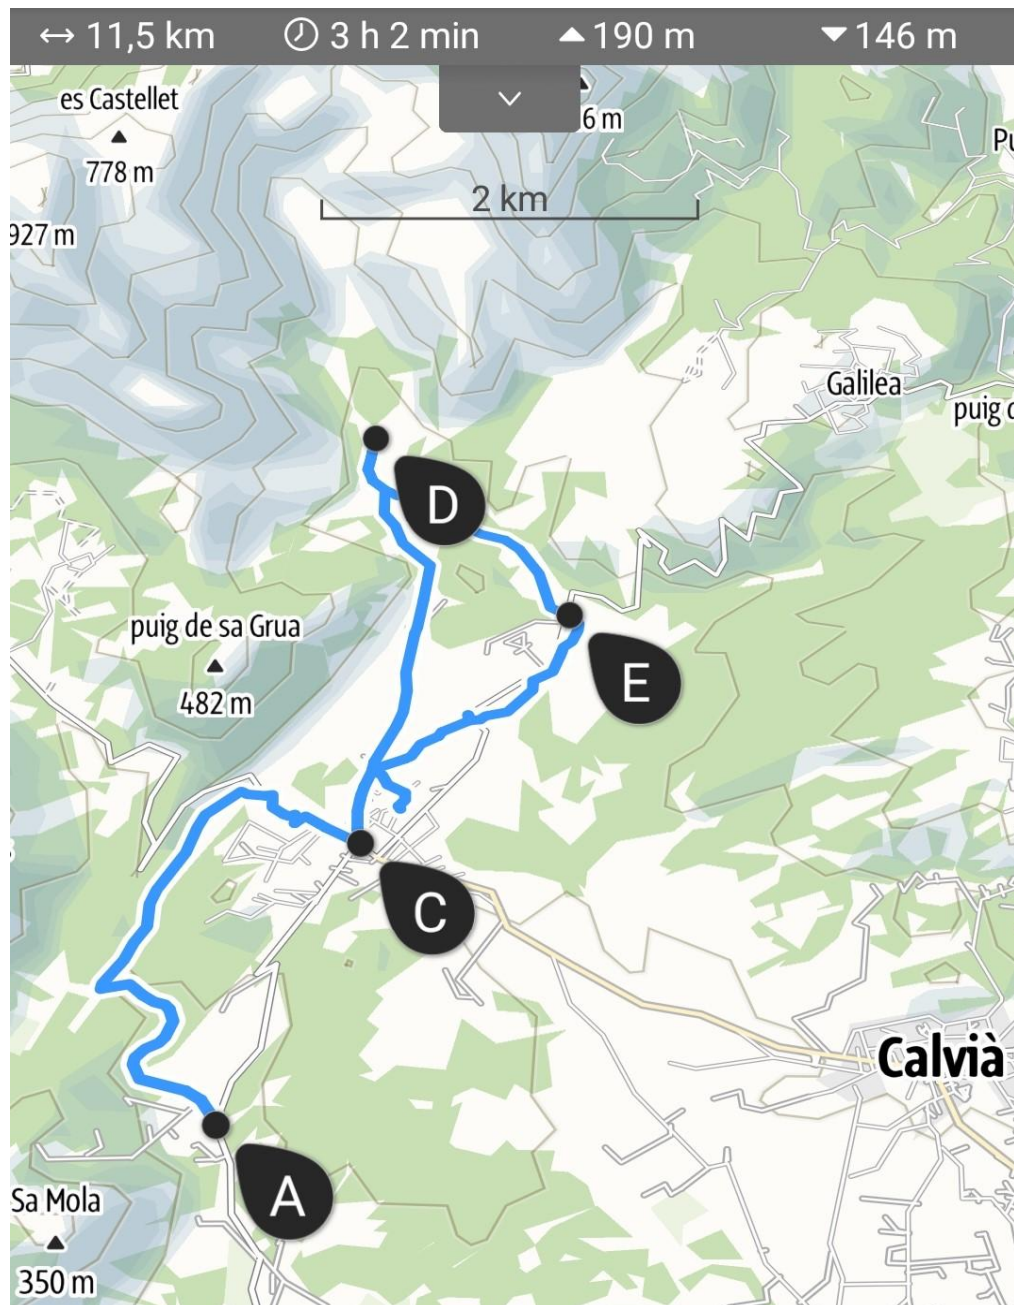 11,5 km 3 h 2 min 190 m 146 m
es Castellet
778 m
6 m
Pu
2 km
927 m
Galilea
puig d
D
puig de sa Grua
482 m
E
C
Calvià
A
Sa Mola
350 m